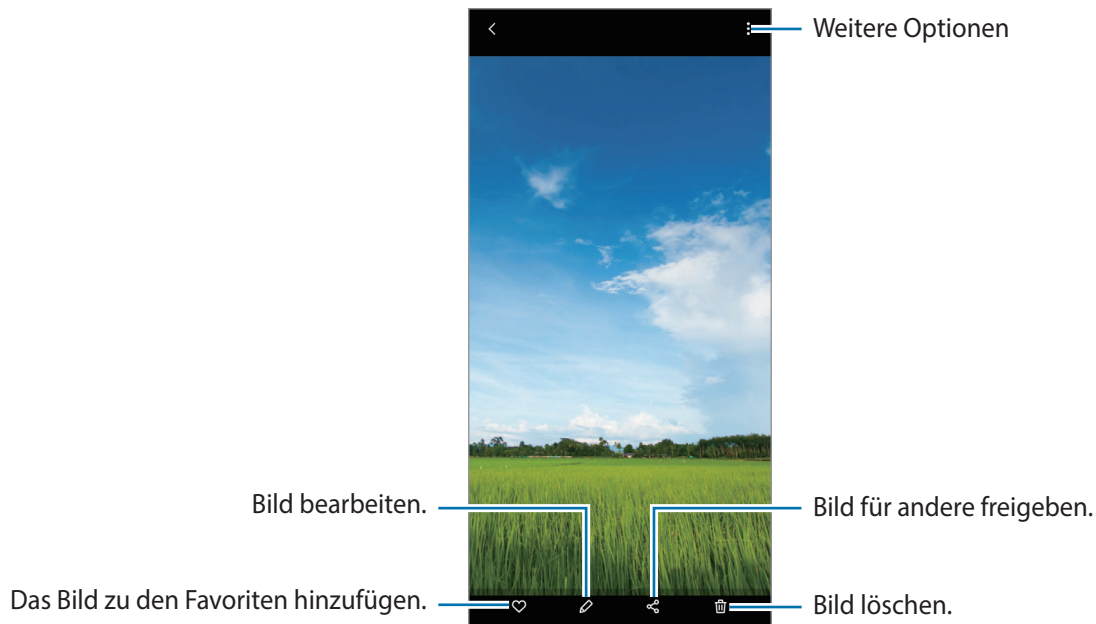 Weitere Optionen
Bild bearbeiten.
Bild für andere freigeben.
Das Bild zu den Favoriten hinzufügen.
Bild löschen.